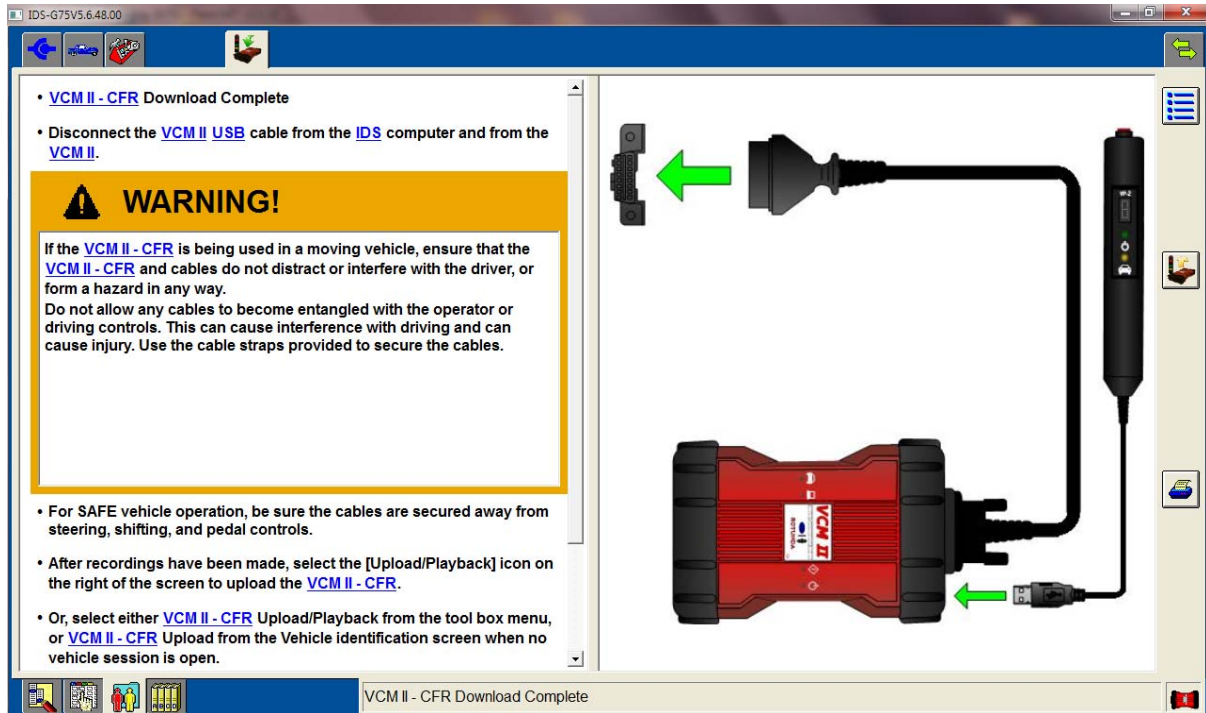 IDS-G75V5.6.48.00
• VCM II - CFR Download Complete
• Disconnect the VCM II USB cable from the IDS computer and from the
VCM II.
WARNING!
If the VCM II - CFR is being used in a moving vehicle, ensure that the
VCM II - CFR and cables do not distract or interfere with the driver, or
form a hazard in any way.
Do not allow any cables to become entangled with the operator or
driving controls. This can cause interference with driving and can
cause injury. Use the cable straps provided to secure the cables.
• For SAFE vehicle operation, be sure the cables are secured away from
steering, shifting, and pedal controls.
• After recordings have been made, select the [Upload/Playback] icon on
the right of the screen to upload the VCM II - CFR.
• Or, select either VCM II - CFR Upload/Playback from the tool box menu,
or VCM II - CFR Upload from the Vehicle identification screen when no
vehicle session is open.
VCM II
ROTUNDA
VCM II - CFR Download Complete